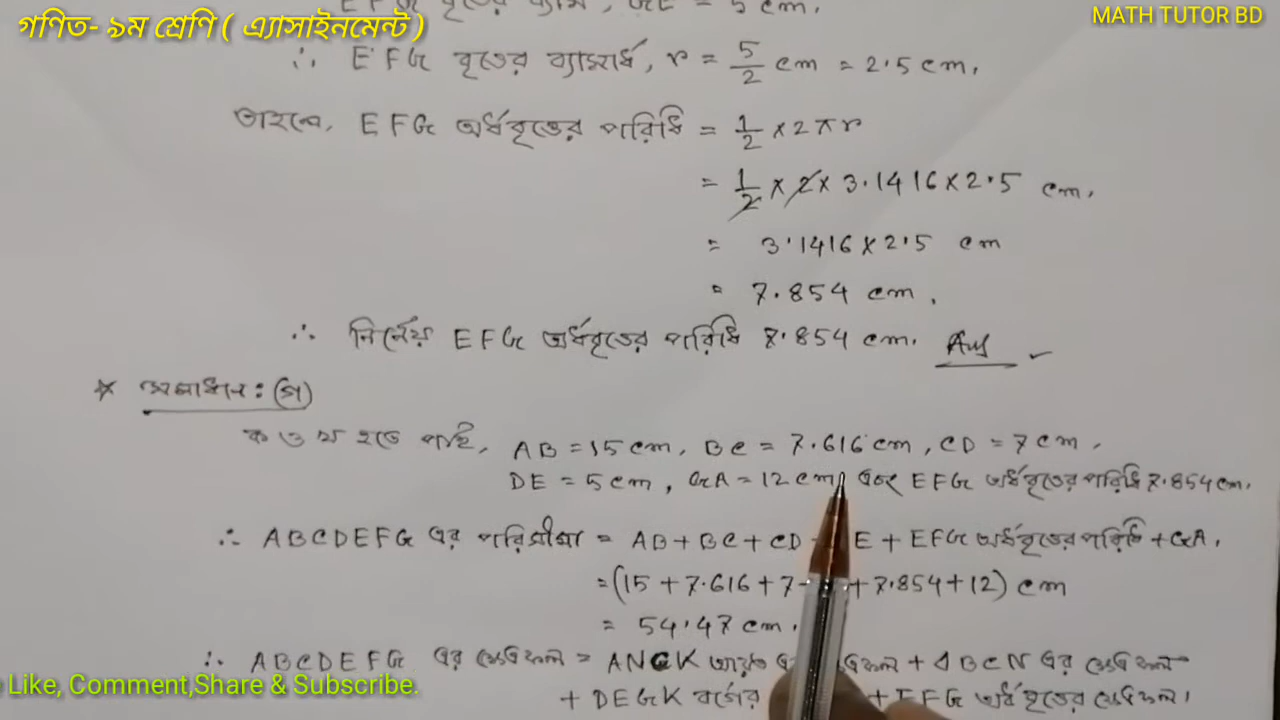 গণিত- ৯ম শ্রেণি ( এ্যাসাইনমেন্ট )
MATH TUTOR BD
EFG বৃত্তের ব্যাস, GE = 5 cm.
∴ EFG বৃত্তের ব্যাসার্ধ, r = 5/2 cm = 2.5 cm.
তাহলে, EFG অর্ধবৃত্তের পরিধি = 1/2 × 2πr
= 1/2 × 2 × 3.1416 × 2.5 cm.
= 3.1416 × 2.5 cm
= 7.854 cm.
∴ নির্ণেয় EFG অর্ধবৃত্তের পরিধি 7.854 cm. Ans
* সমাধান: (গ)
ক ও খ হতে পাই, AB = 15 cm, BC = 7.616 cm, CD = 7 cm,
DE = 5 cm, GA = 12 cm এবং EFG অর্ধবৃত্তের পরিধি 7.854 cm.
∴ ABCDEFG এর পরিসীমা = AB + BC + CD + E + EFG অর্ধবৃত্তের পরিধি + GA.
= (15 + 7.616 + 7 + 7.854 + 12) cm
= 54.47 cm.
∴ ABCDEFG এর ক্ষেত্রফল = ANGK আয়ত + ΔBCN এর ক্ষেত্রফল
+ DEGK বর্গের + EFG অর্ধবৃত্তের ক্ষেত্রফল।
Like, Comment,Share & Subscribe.